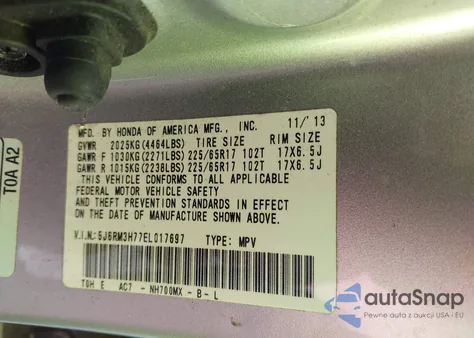 MFD. BY HONDA OF AMERICA MFG., INC. 11/'13
GVWR 2025KG(4464LBS) TIRE SIZE RIM SIZE
GAWR F 1030KG(2271LBS) 225/65R17 102T 17X6.5J
GAWR R 1015KG(2238LBS) 225/65R17 102T 17X6.5J
THIS VEHICLE CONFORMS TO ALL APPLICABLE
FEDERAL MOTOR VEHICLE SAFETY
AND THEFT PREVENTION STANDARDS IN EFFECT
ON THE DATE OF MANUFACTURE SHOWN ABOVE.
V.I.N.: 5J6RM3H77EL017697 TYPE: MPV
T0H E AC7 - NH700MX - B - L
T0A A2
autoSnap
Pewne auta z aukcji w USA i Kanadzie